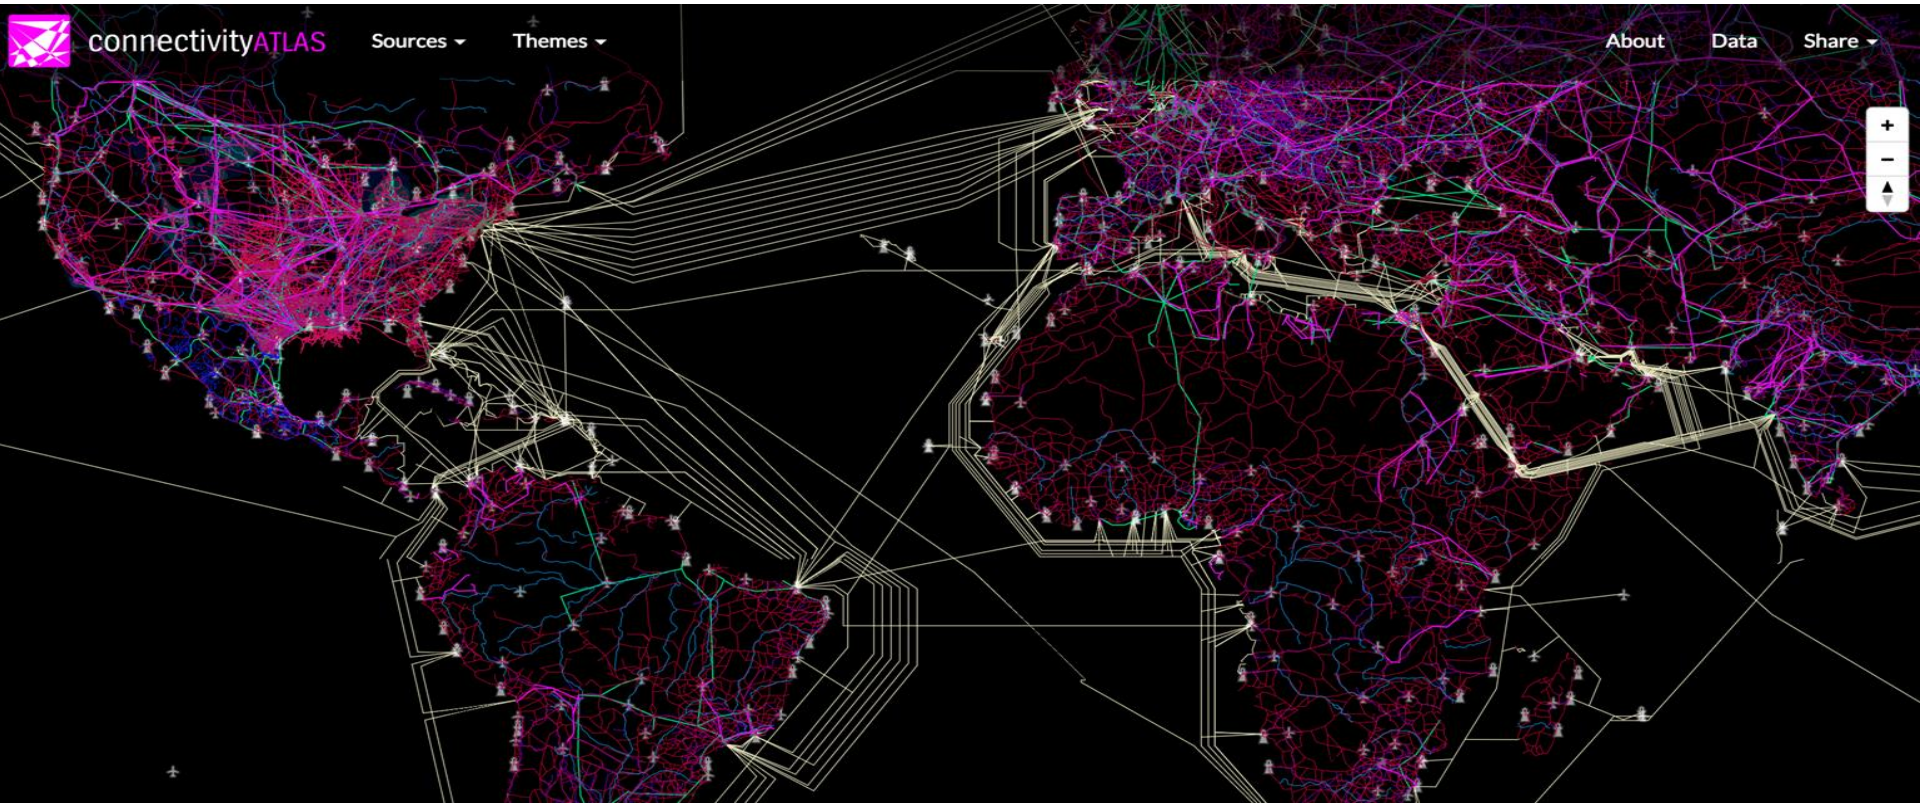 connectivityATLAS Sources Themes About Data Share
+
−